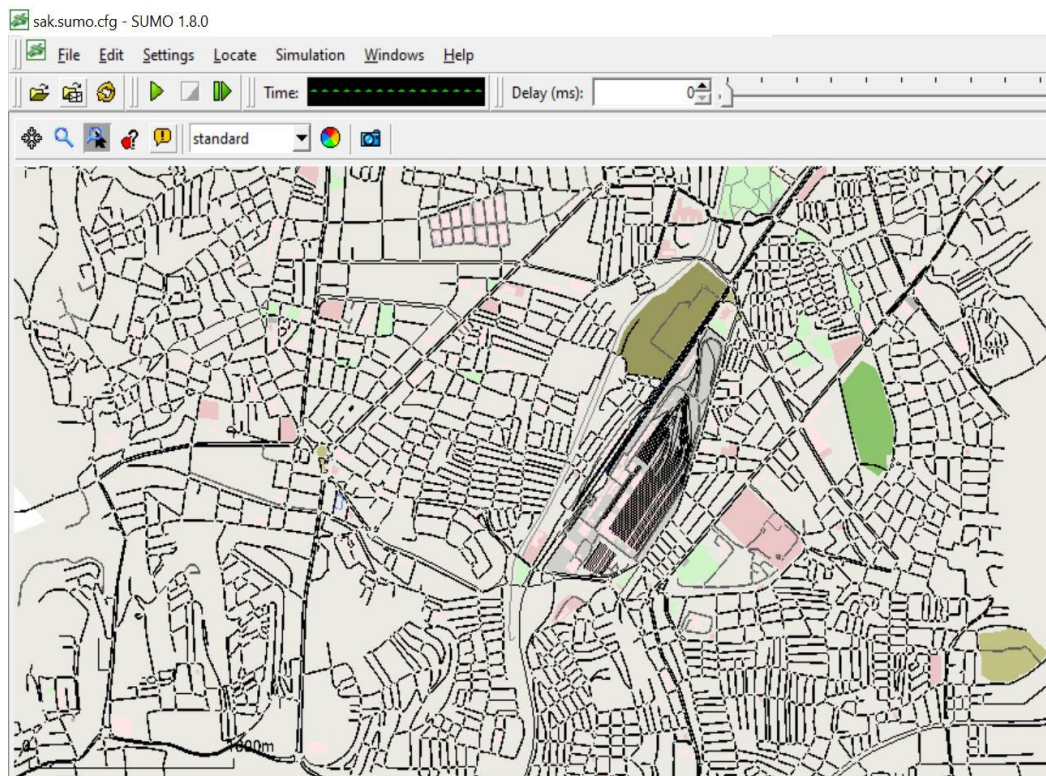 sak.sumo.cfg - SUMO 1.8.0
File Edit Settings Locate Simulation Windows Help
Time: Delay (ms): 0
standard
0 1000m